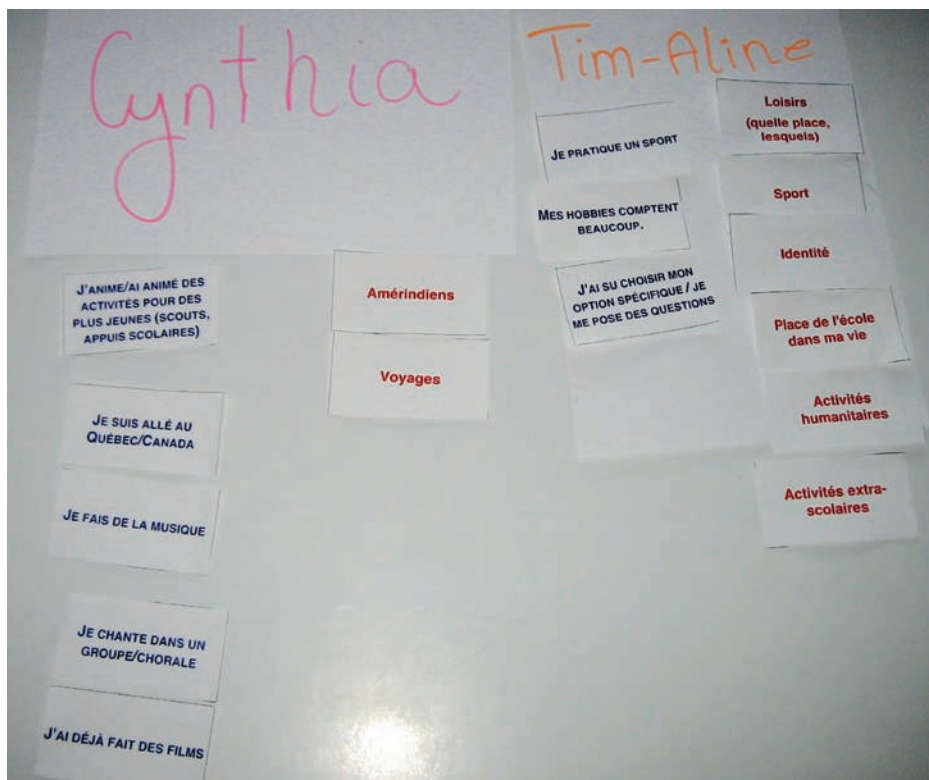 Cynthia
J'ANIME/AI ANIMÉ DES
ACTIVITÉS POUR DES
PLUS JEUNES (SCOUTS,
APPUIS SCOLAIRES)
JE SUIS ALLÉ AU
QUÉBEC/CANADA
JE FAIS DE LA MUSIQUE
JE CHANTE DANS UN
GROUPE/CHORALE
J'AI DÉJÀ FAIT DES FILMS
Amérindiens
Voyages
Tim-Aline
JE PRATIQUE UN SPORT
MES HOBBIES COMPTENT
BEAUCOUP.
J'AI SU CHOISIR MON
OPTION SPÉCIFIQUE / JE
ME POSE DES QUESTIONS
Loisirs
(quelle place,
lesquels)
Sport
Identité
Place de l'école
dans ma vie
Activités
humanitaires
Activités extra-
scolaires